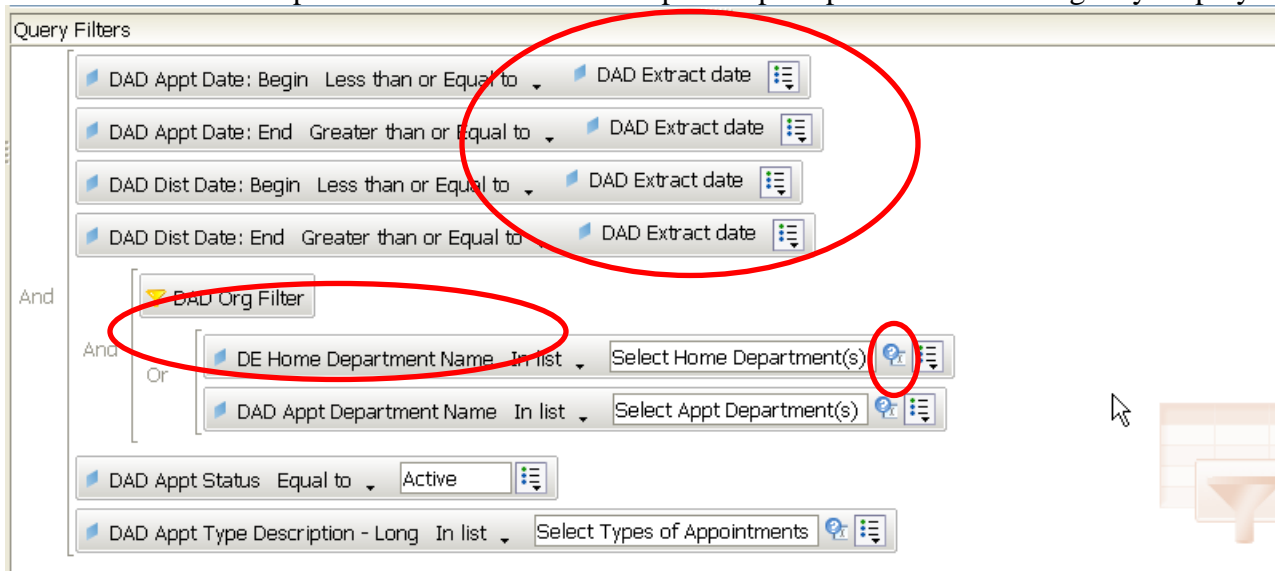 Query Filters
DAD Appt Date: Begin Less than or Equal to DAD Extract date
DAD Appt Date: End Greater than or Equal to DAD Extract date
DAD Dist Date: Begin Less than or Equal to DAD Extract date
DAD Dist Date: End Greater than or Equal to DAD Extract date
And
DAD Org Filter
And
DE Home Department Name In list Select Home Department(s)
Or
DAD Appt Department Name In list Select Appt Department(s)
DAD Appt Status Equal to Active
DAD Appt Type Description - Long In list Select Types of Appointments